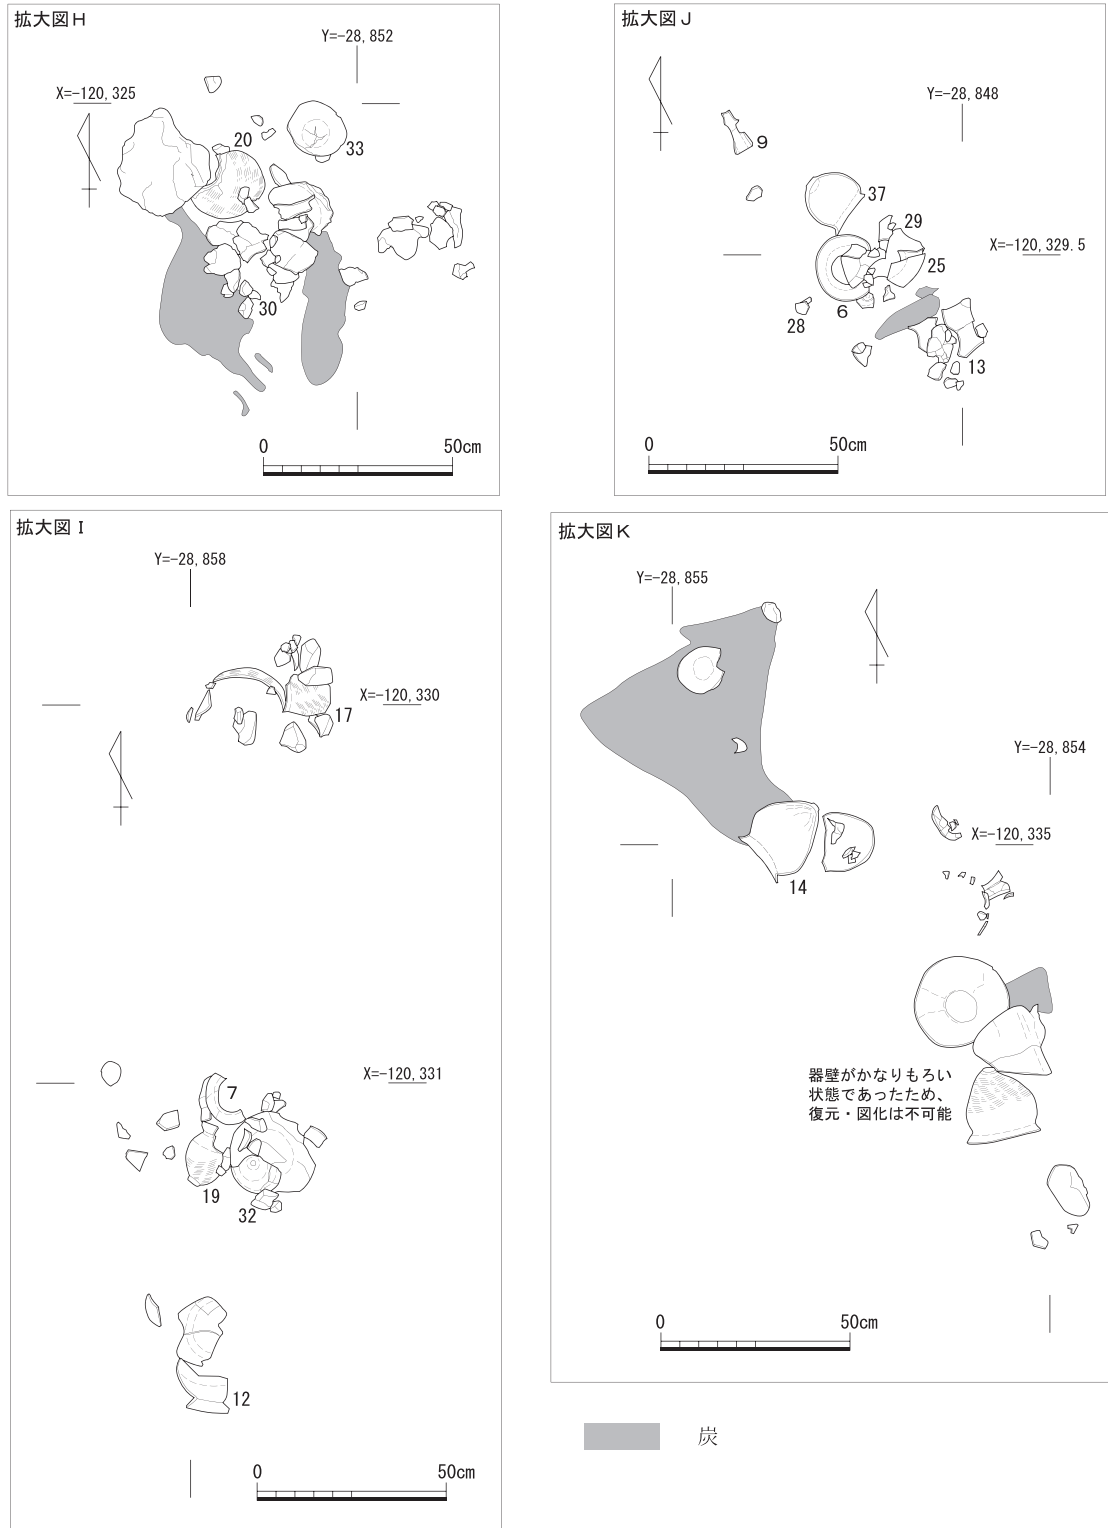 拡大図H
Y=-28,852
X=-120,325
20
33
30
0
50cm
拡大図J
Y=-28,848
9
37
29
X=-120,329.5
25
6
28
13
0
50cm
拡大図I
Y=-28,858
X=-120,330
17
X=-120,331
7
19
32
12
0
50cm
拡大図K
Y=-28,855
Y=-28,854
X=-120,335
14
器壁がかなりもろい
状態であったため、
復元・図化は不可能
0
50cm
炭